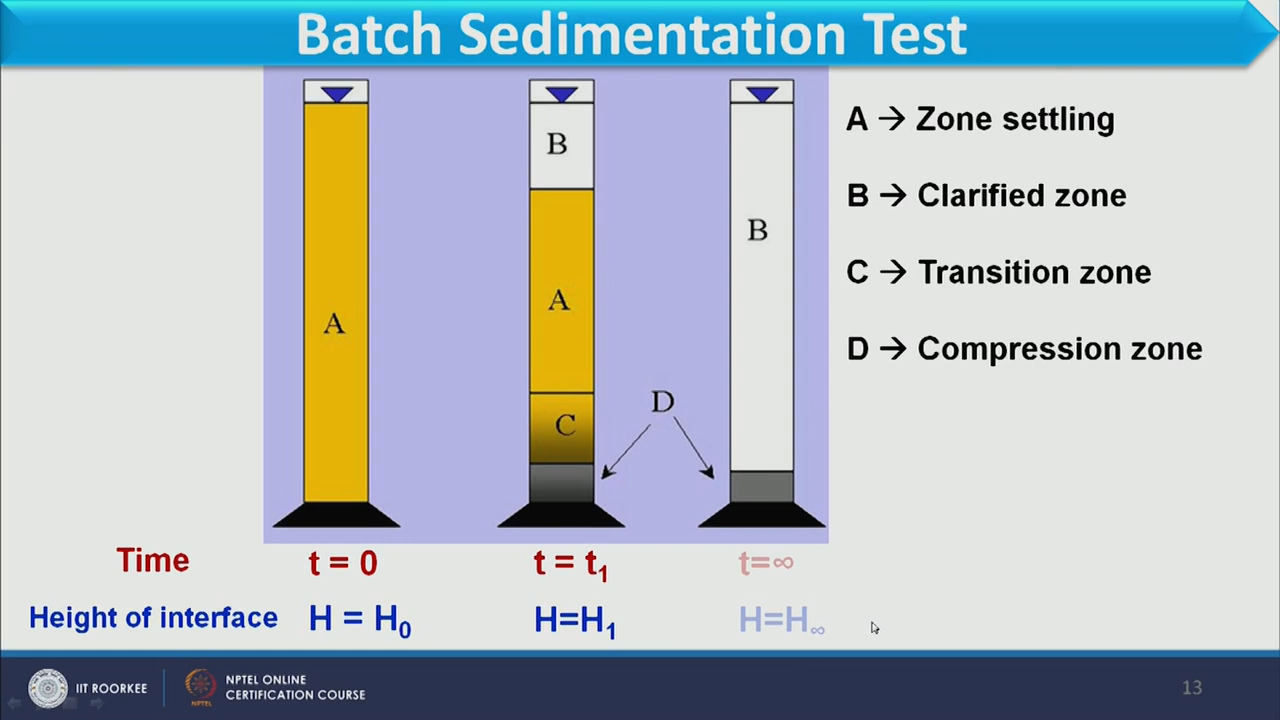 Batch Sedimentation Test
A
B
A
C
D
B
A → Zone settling
B → Clarified zone
C → Transition zone
D → Compression zone
Time t = 0 t = t₁ t=∞
Height of interface H = H₀ H=H₁ H=H∞
IIT ROORKEE
NPTEL
NPTEL ONLINE
CERTIFICATION COURSE
13